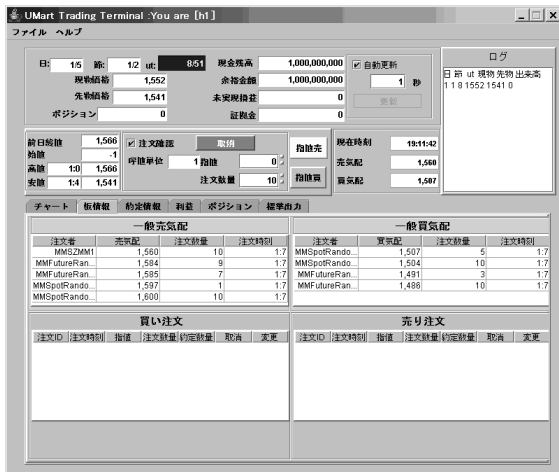 UMart Trading Terminal :You are [h1]
ファイル ヘルプ
日: 1/5 節: 1/2 ut: 8/51 現金残高 1,000,000,000 自動更新
現物価格 1,552 余裕金額 1,000,000,000 1 秒
先物価格 1,541 未実現損益 0 更新
ポジション 0 証拠金 0
ログ
日 節 ut 現物 先物 出来高
1 1 8 1552 1541 0
前日終値 1,566 注文確認 取消 指値売 現在時刻 19:11:42
始値 -1 呼値単位 1 指値 0 売気配 1,560
高値 1:0 1,566 注文数量 10 指値買 買気配 1,507
安値 1:4 1,541
チャート 板情報 約定情報 利益 ポジション 標準出力
一般売気配 一般買気配
注文者 売気配 注文数量 注文時刻 注文者 買気配 注文数量 注文時刻
MMSZMM1 1,560 10 1:7 MMSpotRando... 1,507 5 1:7
MMFutureRan... 1,584 9 1:7 MMSpotRando... 1,504 10 1:7
MMFutureRan... 1,585 7 1:7 MMFutureRan... 1,491 3 1:7
MMSpotRando... 1,597 1 1:7 MMFutureRan... 1,486 10 1:7
MMSpotRando... 1,600 10 1:7
買い注文 売り注文
注文ID 注文時刻 指値 注文数量 約定数量 取消 変更 注文ID 注文時刻 指値 注文数量 約定数量 取消 変更